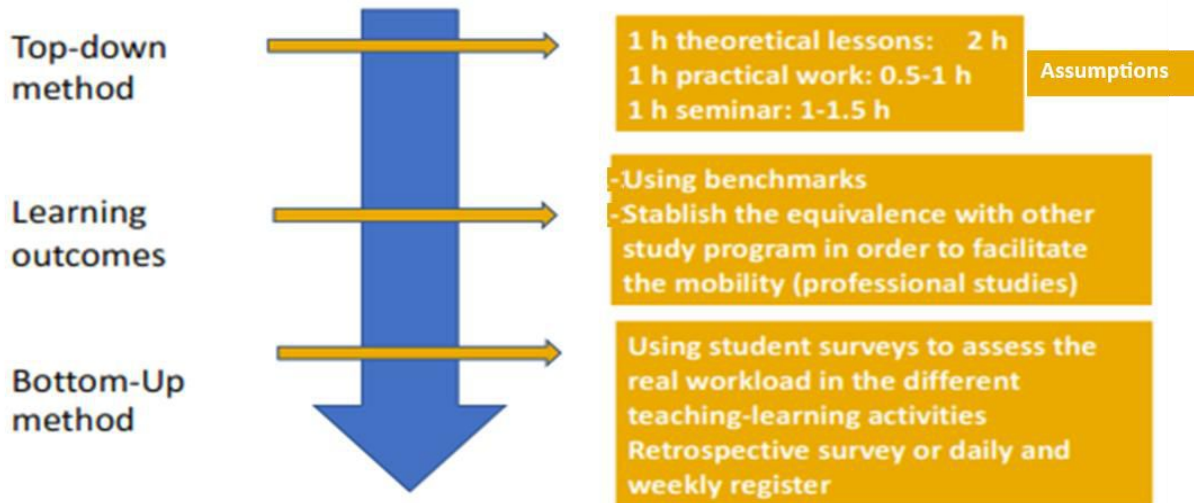 Top-down
method
1 h theoretical lessons: 2 h
1 h practical work: 0.5-1 h
1 h seminar: 1-1.5 h
Assumptions
Learning
outcomes
-Using benchmarks
-Stablish the equivalence with other
study program in order to facilitate
the mobility (professional studies)
Bottom-Up
method
Using student surveys to assess the
real workload in the different
teaching-learning activities
Retrospective survey or daily and
weekly register